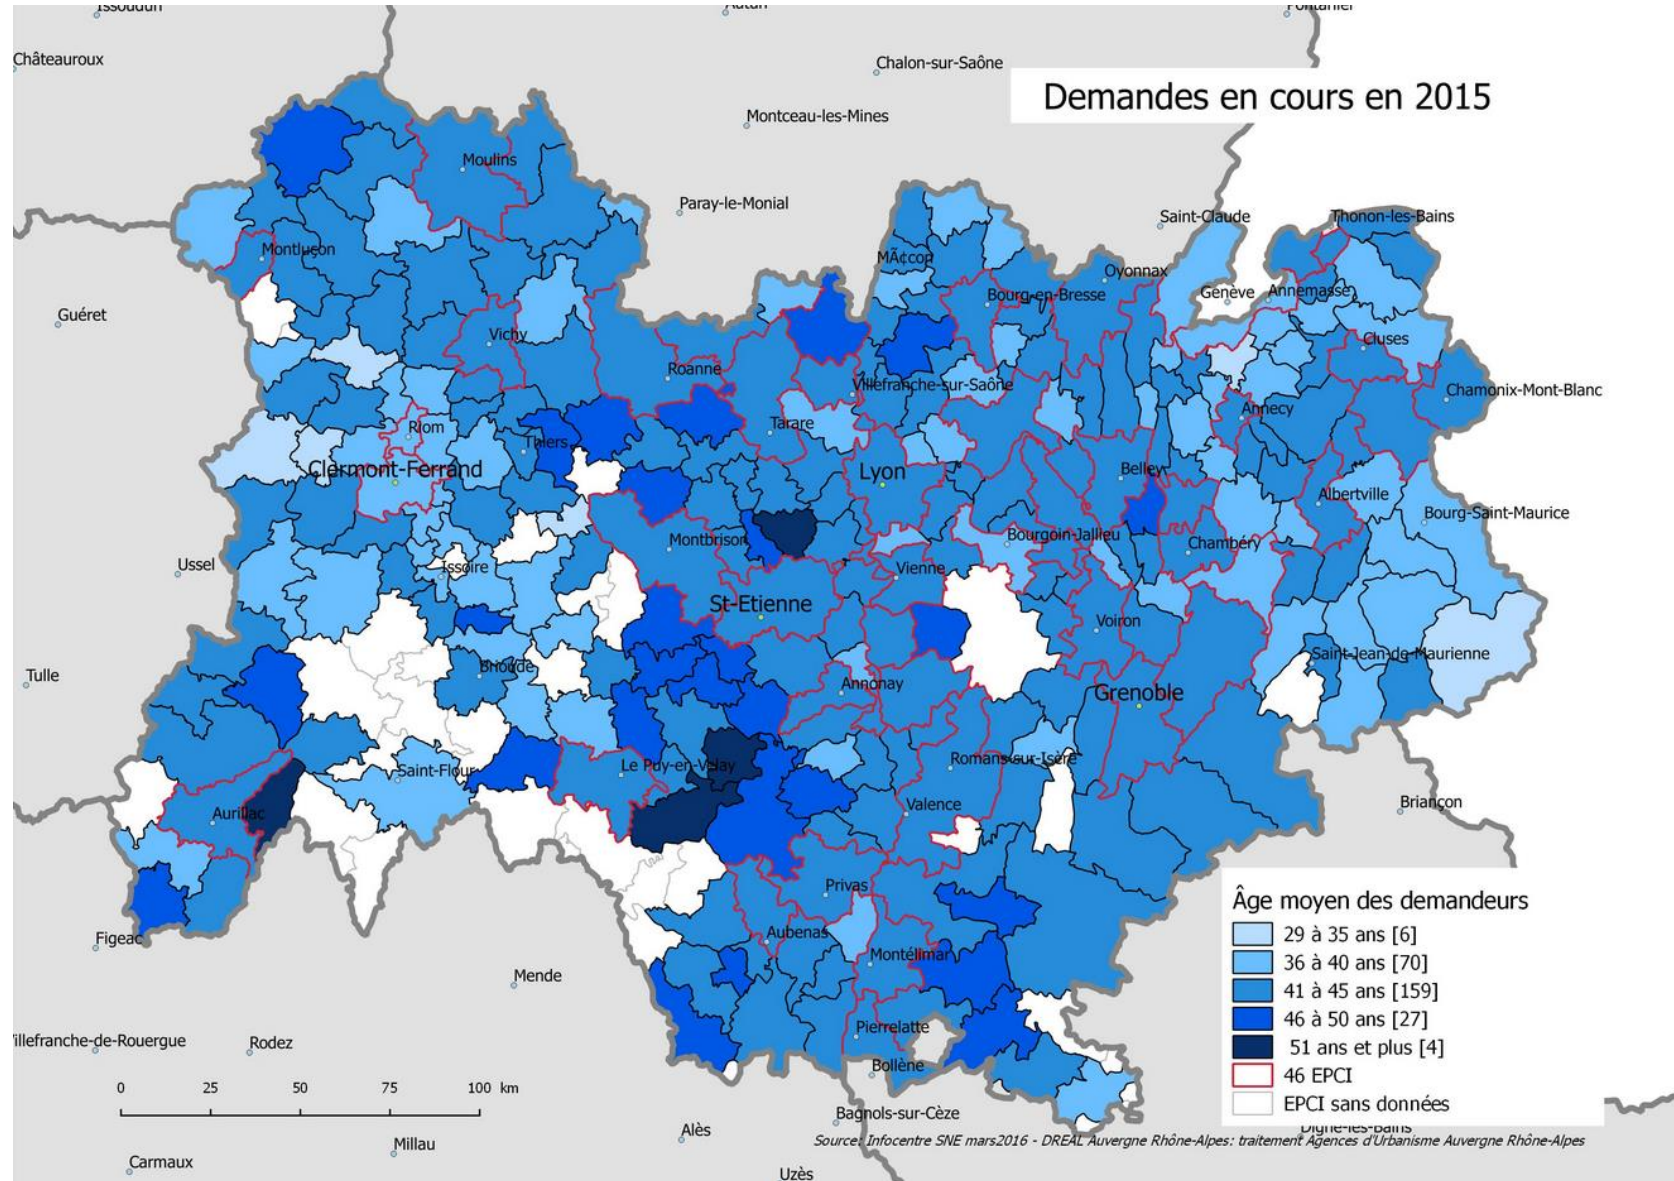 Issoudun
Autun
Pontarlier
Châteauroux
Chalon-sur-Saône
Demandes en cours en 2015
Montceau-les-Mines
Moulins
Paray-le-Monial
Saint-Claude
Thonon-les-Bains
Montluçon
MÃ¢con
Oyonnax
Bourg-en-Bresse
Genève
Annemasse
Guéret
Vichy
Cluses
Roanne
Villefranche-sur-Saône
Chamonix-Mont-Blanc
Annecy
Riom
Tarare
Thiers
Clermont-Ferrand
Lyon
Belley
Albertville
Bourg-Saint-Maurice
Montbrison
Bourgoin-Jallieu
Chambéry
Ussel
Issoire
Vienne
St-Etienne
Voiron
Tulle
Brioude
Saint-Jean-de-Maurienne
Annonay
Grenoble
Saint-Flour
Le Puy-en-Velay
Romans-sur-Isère
Aurillac
Valence
Briançon
Privas
Âge moyen des demandeurs
29 à 35 ans [6]
36 à 40 ans [70]
41 à 45 ans [159]
46 à 50 ans [27]
51 ans et plus [4]
46 EPCI
EPCI sans données
Figeac
Aubenas
Montélimar
Mende
Villefranche-de-Rouergue
Rodez
Pierrelatte
Bollène
0 25 50 75 100 km
Bagnols-sur-Cèze
Digne-les-Bains
Millau
Alès
Source: Infocentre SNE mars2016 - DREAL Auvergne Rhône-Alpes: traitement Agences d'Urbanisme Auvergne Rhône-Alpes
Carmaux
Uzès